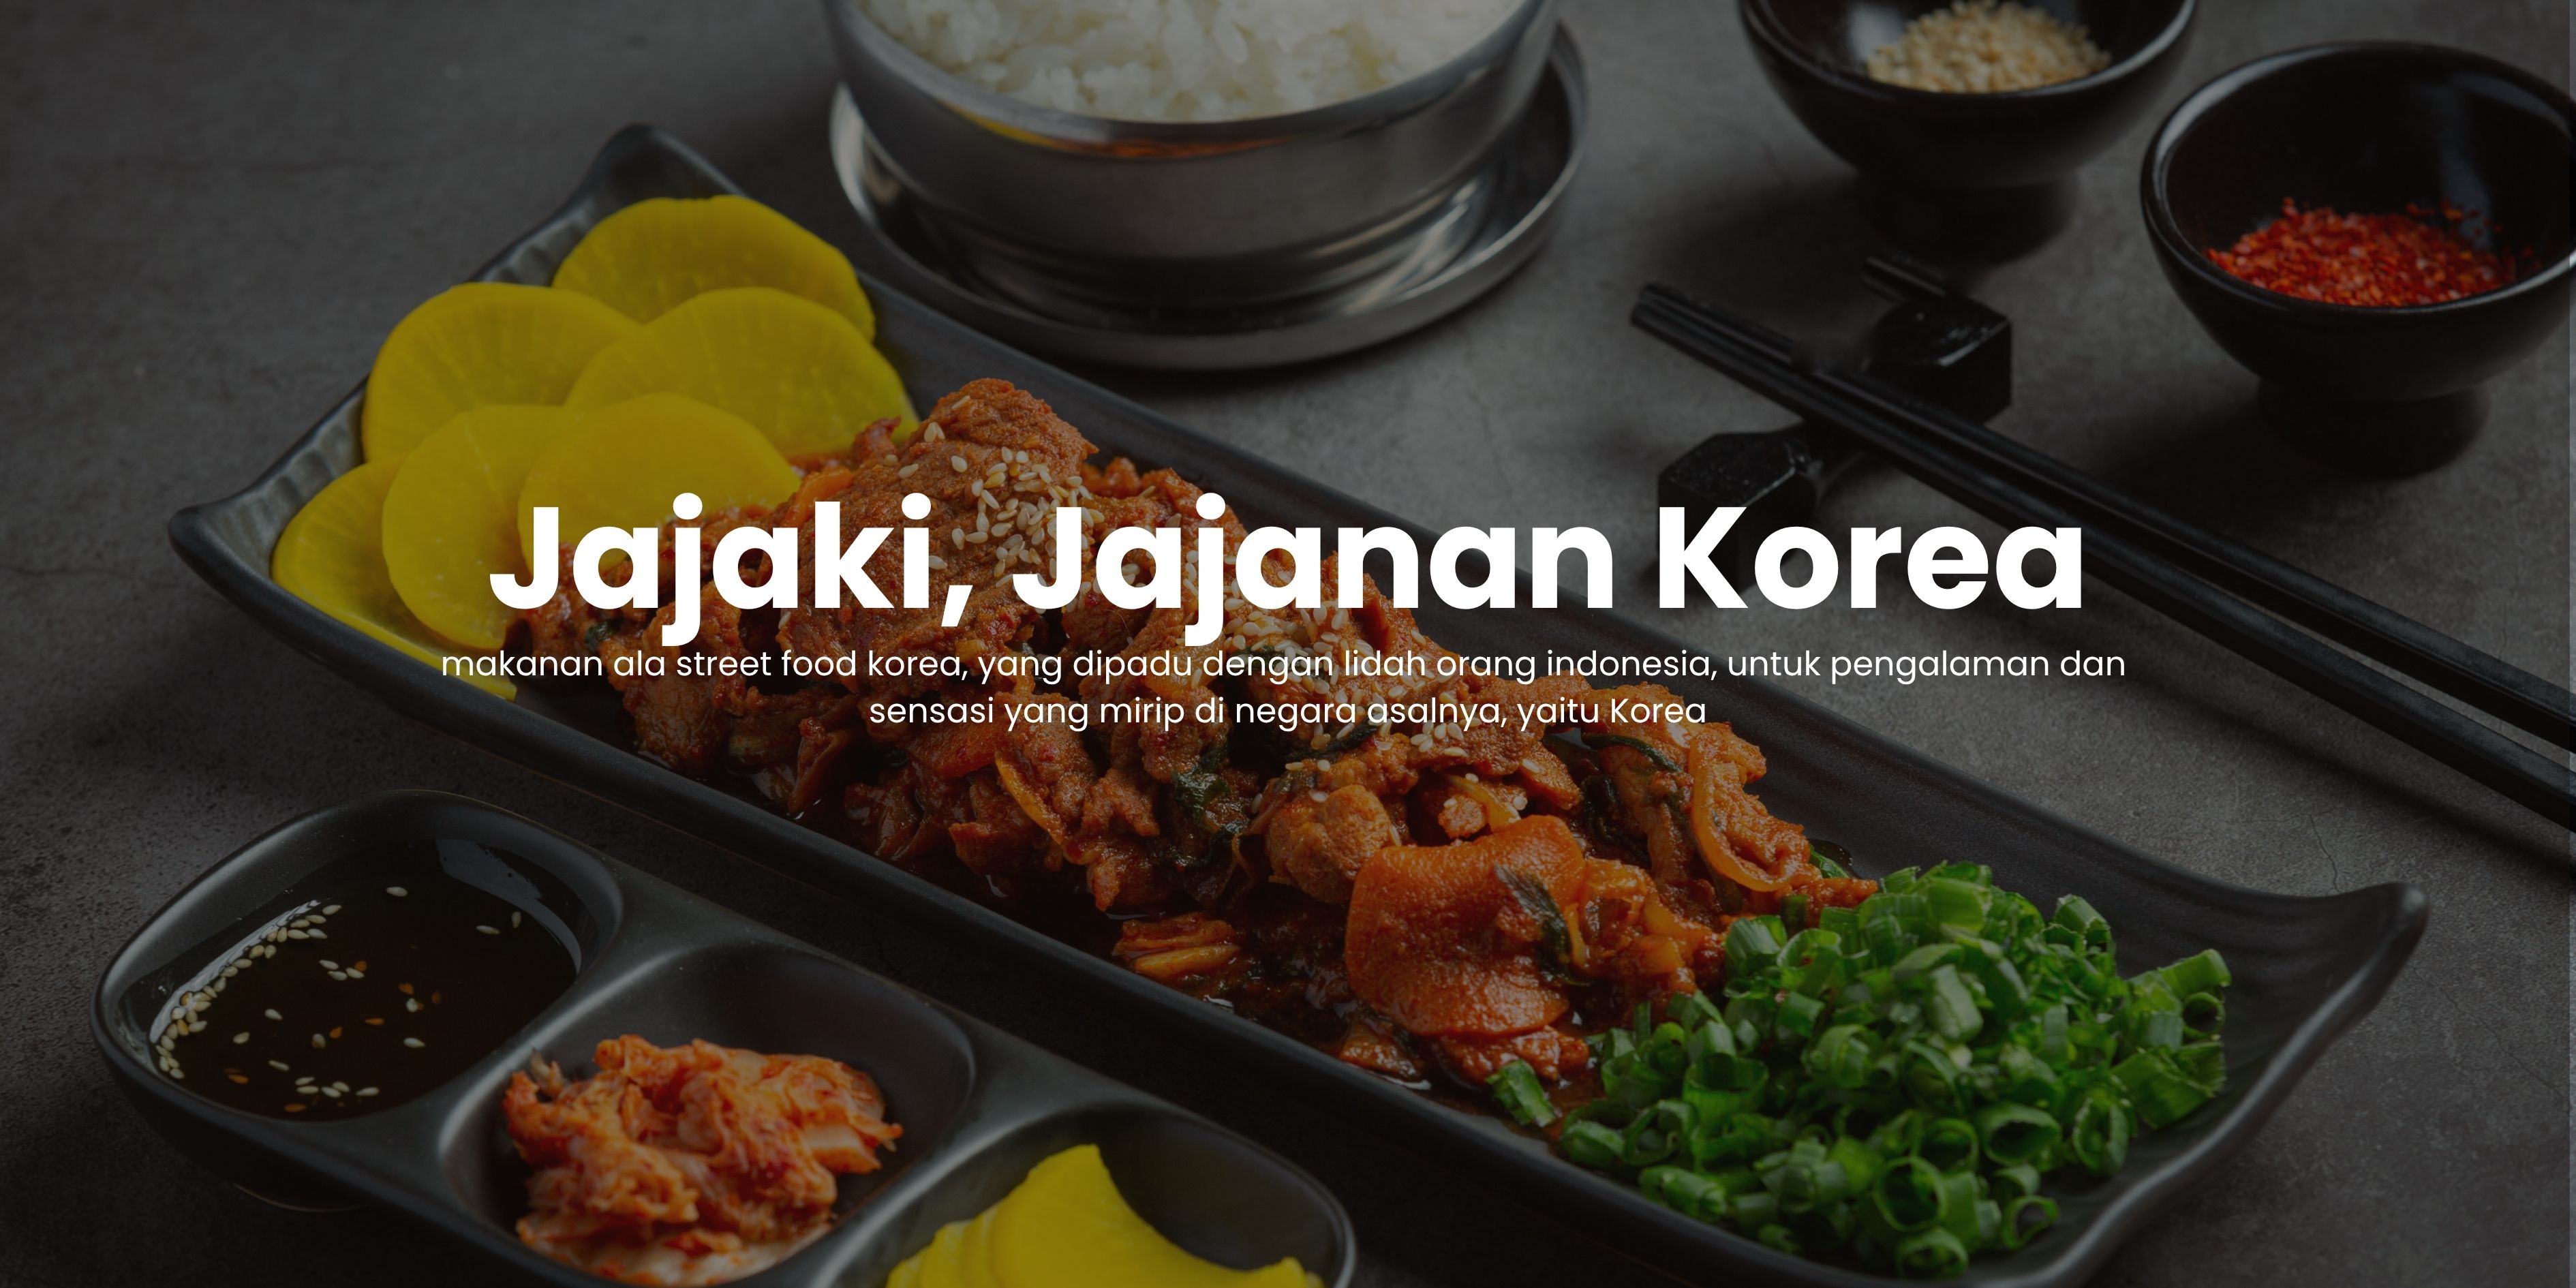 Jajaki, Jajanan Korea
makanan ala street food korea, yang dipadu dengan lidah orang indonesia, untuk pengalaman dan
sensasi yang mirip di negara asalnya, yaitu Korea